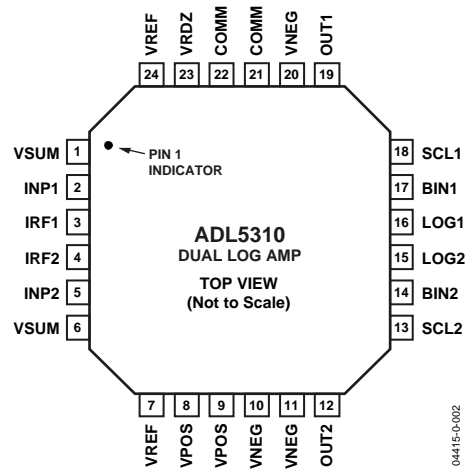 VREF
VRDZ
COMM
COMM
VNEG
OUT1
24
23
22
21
20
19
VSUM 1
INP1 2
IRF1 3
IRF2 4
INP2 5
VSUM 6
PIN 1
INDICATOR
ADL5310
DUAL LOG AMP
TOP VIEW
(Not to Scale)
18 SCL1
17 BIN1
16 LOG1
15 LOG2
14 BIN2
13 SCL2
7
8
9
10
11
12
VREF
VPOS
VPOS
VNEG
VNEG
OUT2
04415-0-002